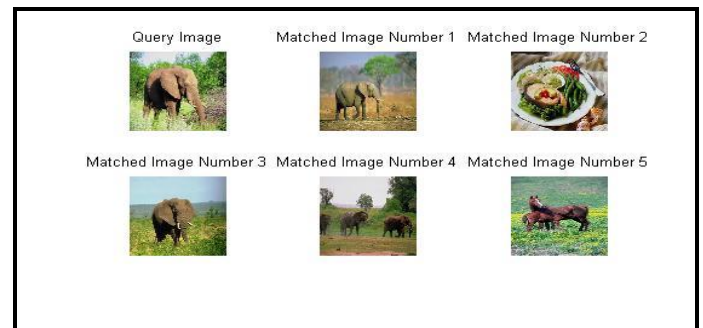 Query Image
Matched Image Number 1
Matched Image Number 2
Matched Image Number 3
Matched Image Number 4
Matched Image Number 5